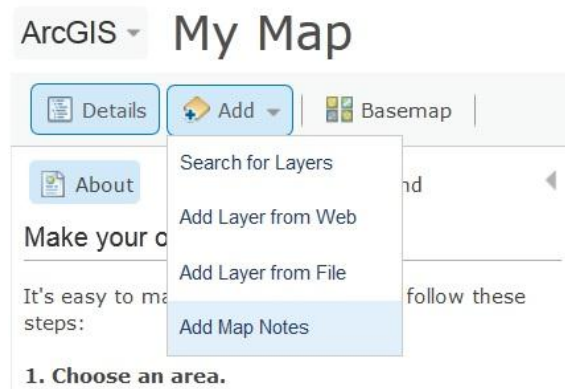 ArcGIS My Map
Details Add Basemap
Search for Layers
About nd
Add Layer from Web
Make your o
Add Layer from File
It's easy to ma follow these
steps:
Add Map Notes
1. Choose an area.